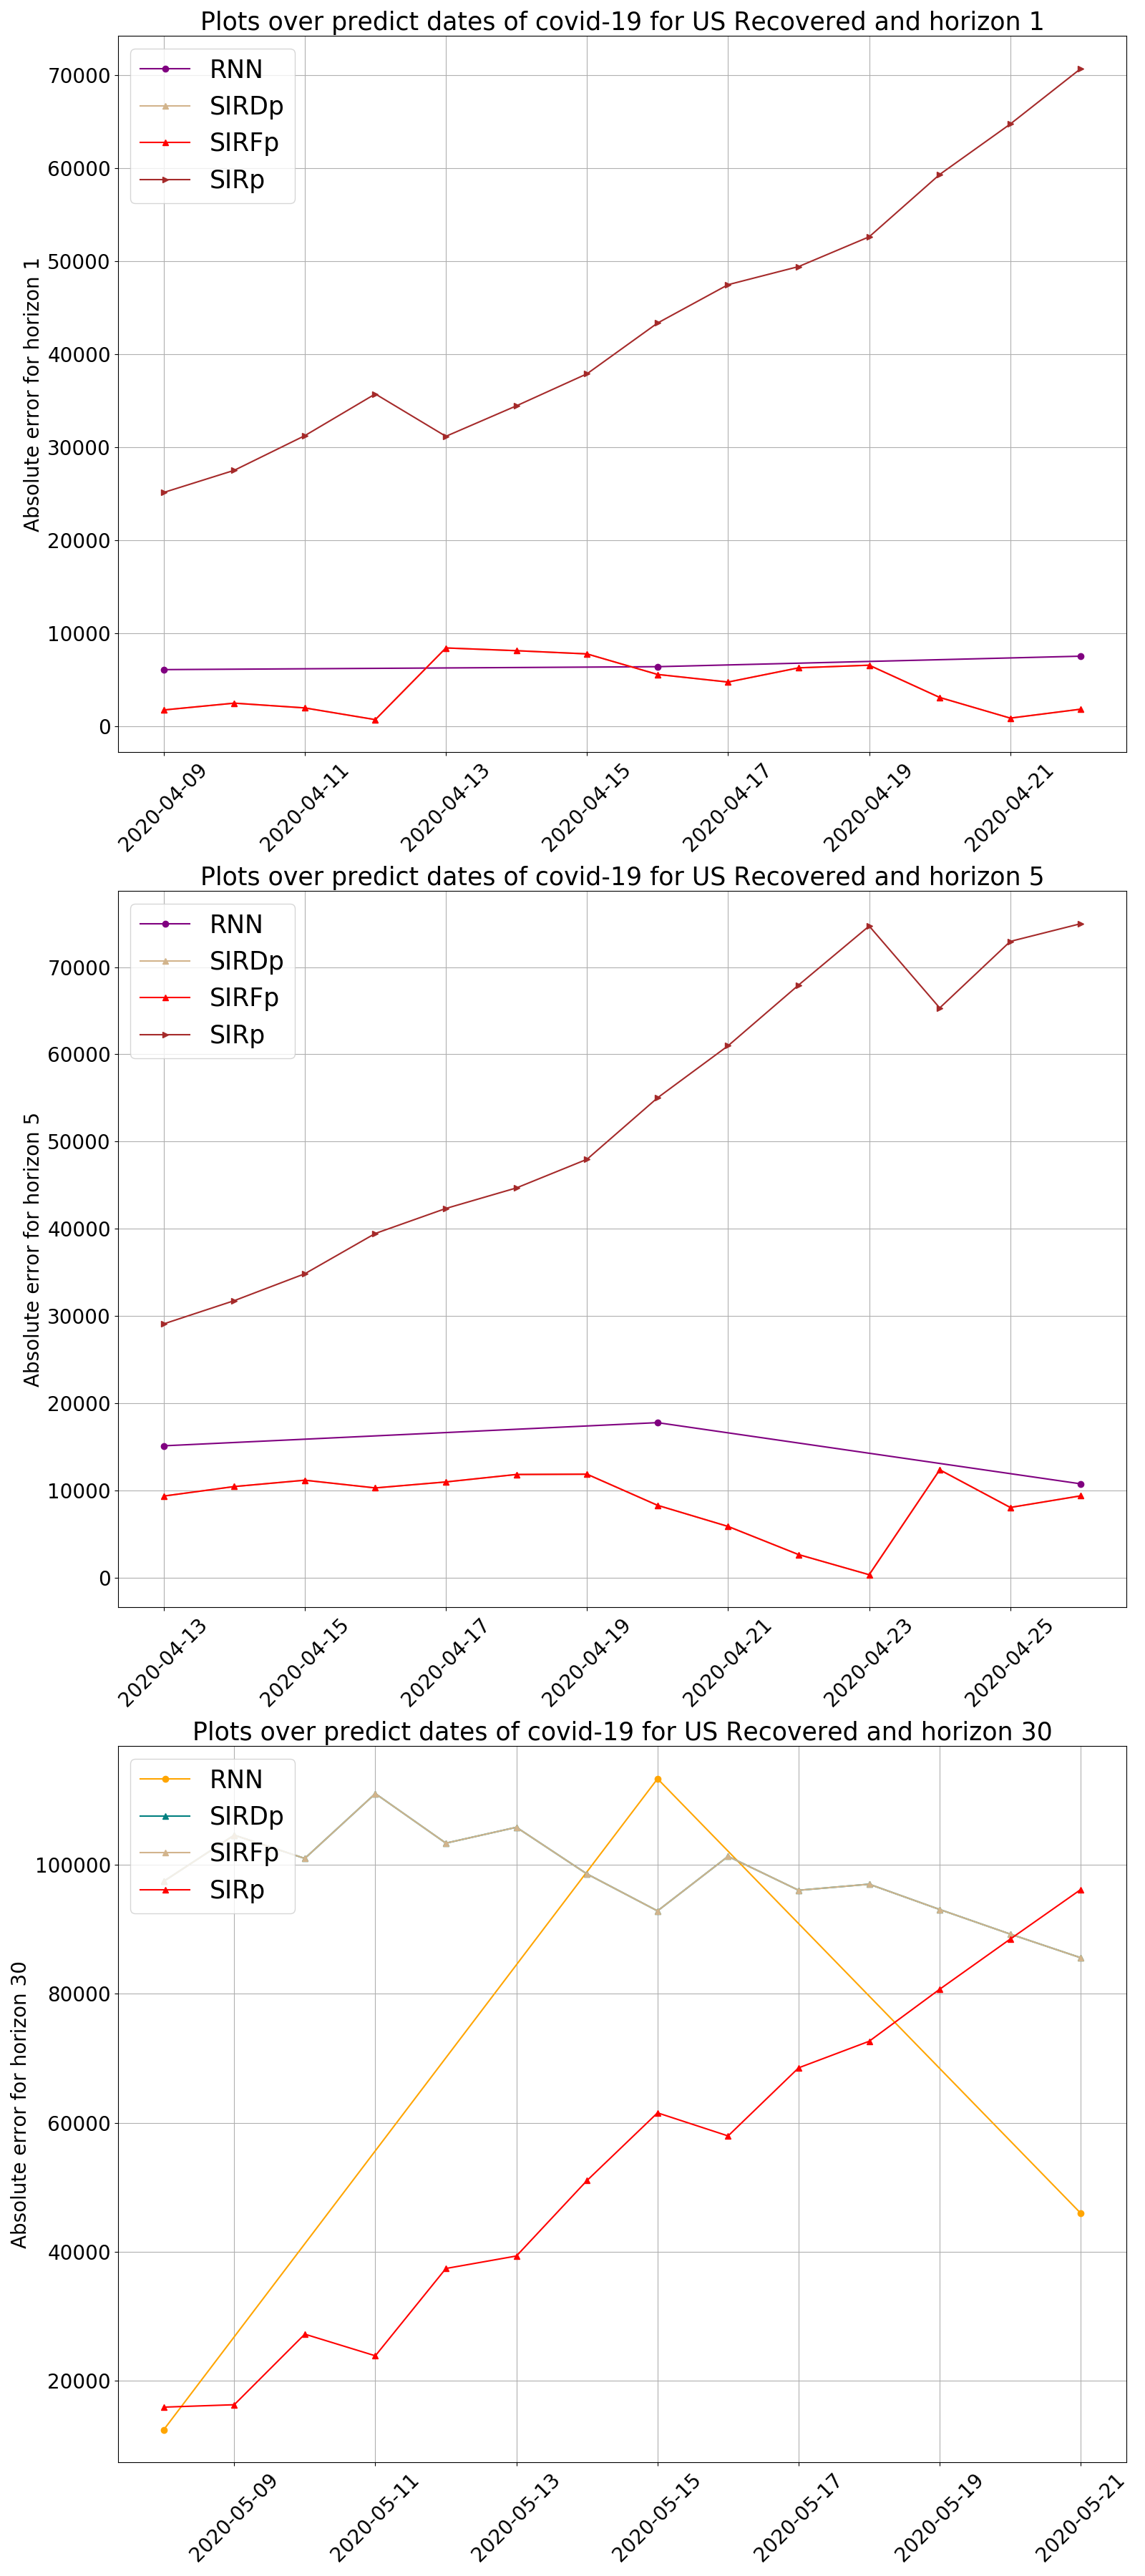 Plots over predict dates of covid-19 for US Recovered and horizon 1
Absolute error for horizon 1
70000
60000
50000
40000
30000
20000
10000
0
RNN
SIRDp
SIRFp
SIRp
2020-04-09
2020-04-11
2020-04-13
2020-04-15
2020-04-17
2020-04-19
2020-04-21
Plots over predict dates of covid-19 for US Recovered and horizon 5
Absolute error for horizon 5
70000
60000
50000
40000
30000
20000
10000
0
RNN
SIRDp
SIRFp
SIRp
2020-04-13
2020-04-15
2020-04-17
2020-04-19
2020-04-21
2020-04-23
2020-04-25
Plots over predict dates of covid-19 for US Recovered and horizon 30
Absolute error for horizon 30
100000
80000
60000
40000
20000
RNN
SIRDp
SIRFp
SIRp
2020-05-09
2020-05-11
2020-05-13
2020-05-15
2020-05-17
2020-05-19
2020-05-21